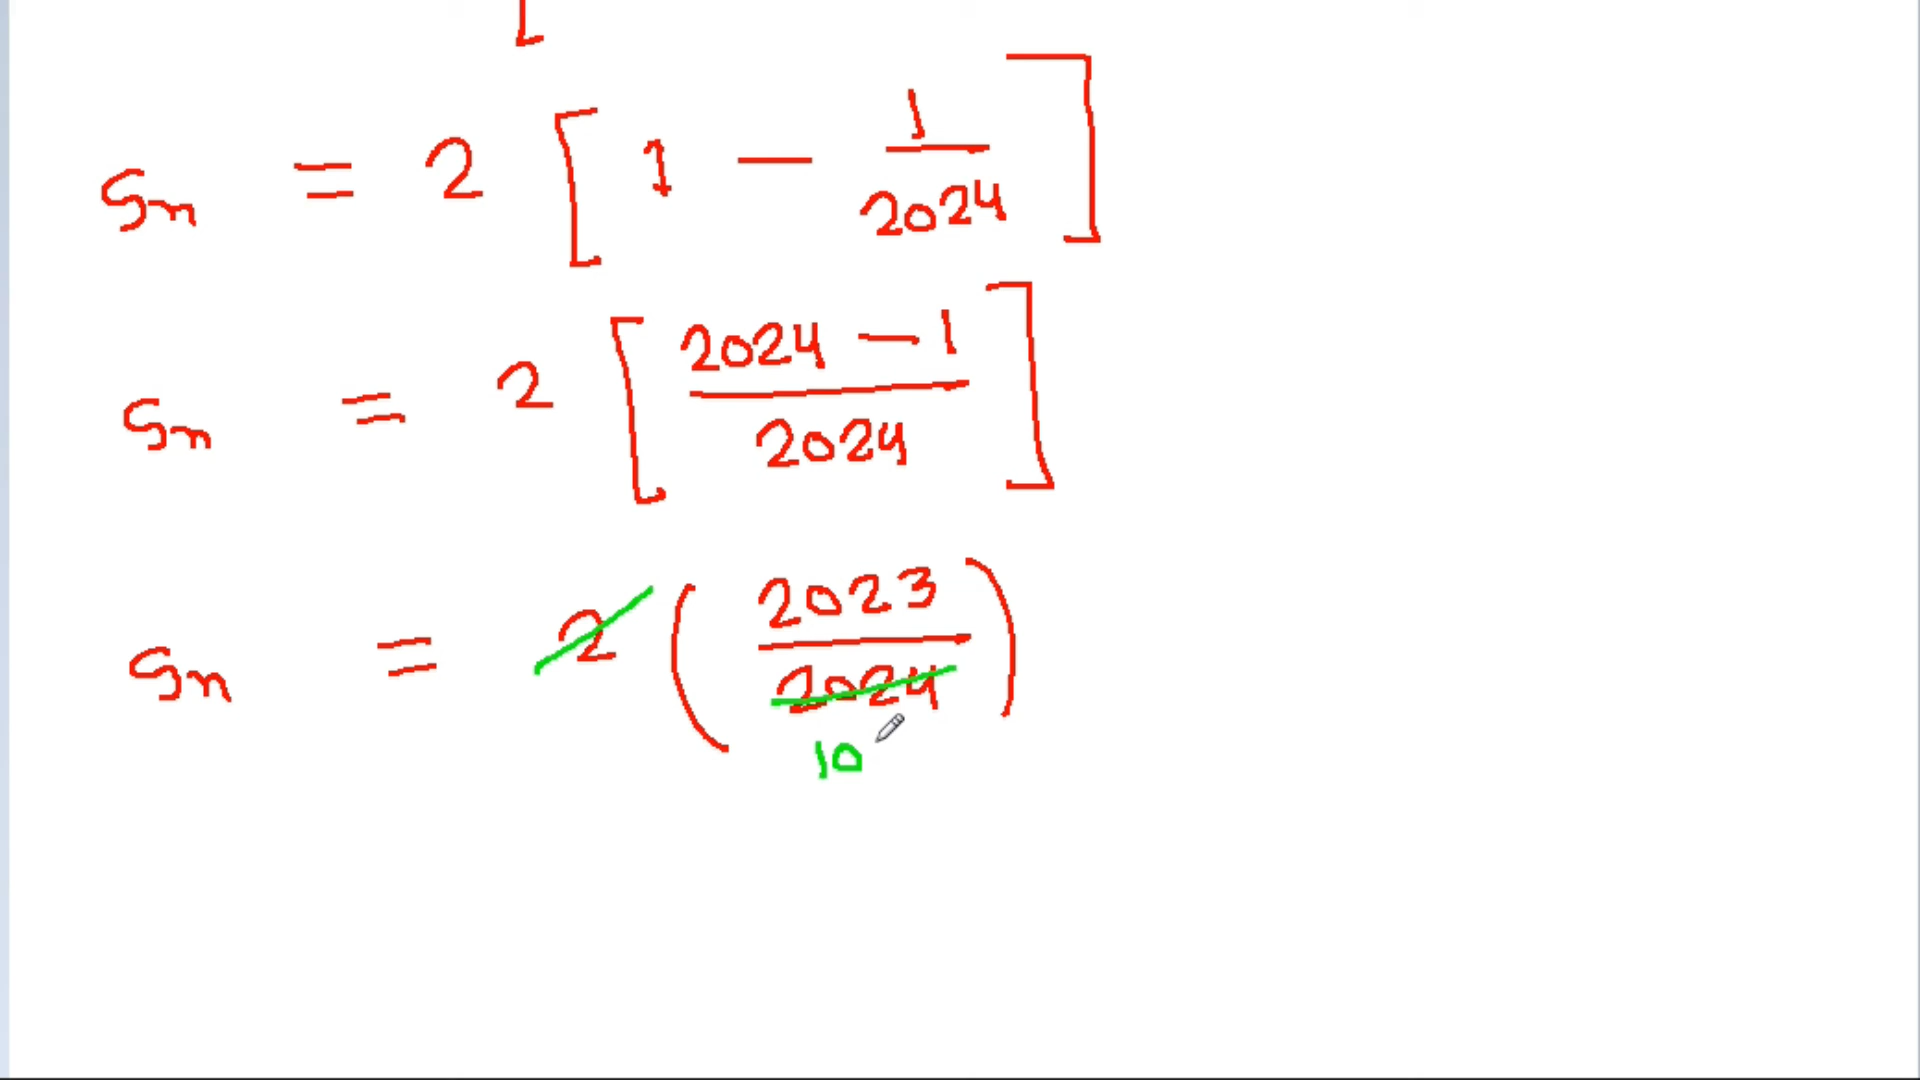 Sn = 2 [ 1 - 1/2024 ]
Sn = 2 [ 2024 - 1 / 2024 ]
Sn = 2 ( 2023 / 2024 )
10